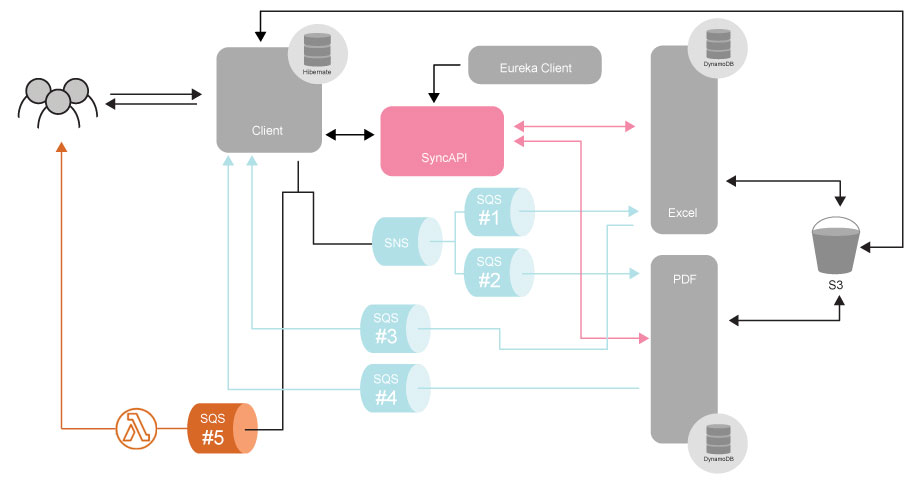 Hibernate
Client
Eureka Client
SyncAPI
DynamoDB
Excel
SNS
SQS
#1
SQS
#2
PDF
S3
SQS
#3
SQS
#4
SQS
#5
DynamoDB